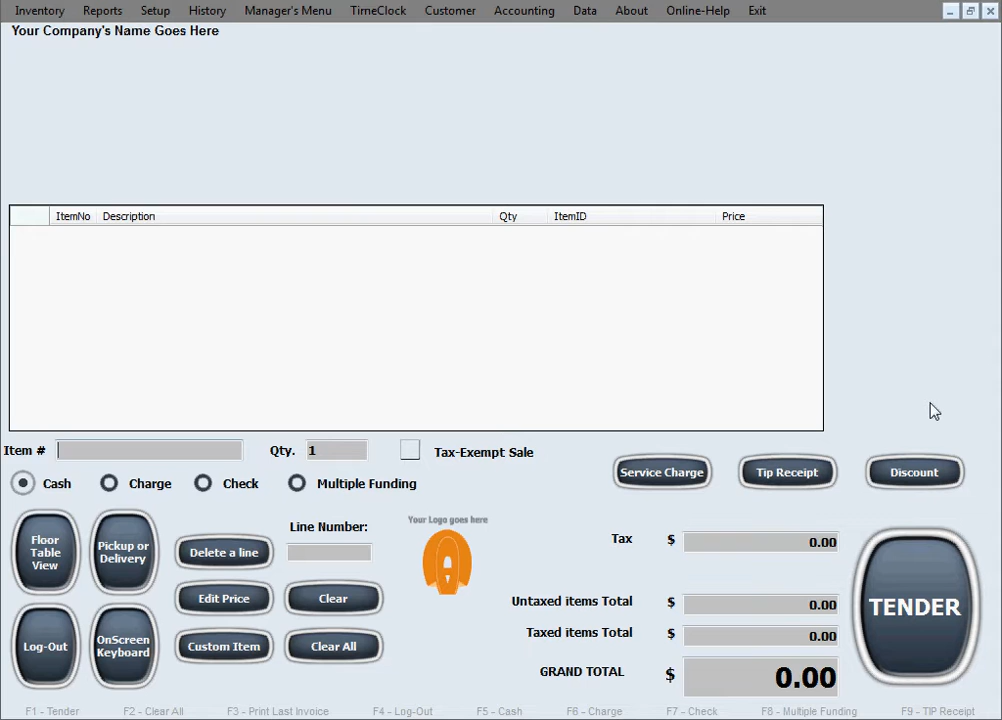 Inventory Reports Setup History Manager's Menu TimeClock Customer Accounting Data About Online-Help Exit
Your Company's Name Goes Here
ItemNo Description Qty ItemID Price
Item # Qty. 1 Tax-Exempt Sale
Service Charge Tip Receipt Discount
Cash Charge Check Multiple Funding
Floor
Table
View
Pickup or
Delivery
Line Number:
Delete a line
Your Logo goes here
Tax $ 0.00
Edit Price Clear
Untaxed items Total $ 0.00
TENDER
Log-Out
OnScreen
Keyboard
Custom Item Clear All
Taxed items Total $ 0.00
GRAND TOTAL $ 0.00
F1 - Tender F2 - Clear All F3 - Print Last Invoice F4 - Log-Out F5 - Cash F6 - Charge F7 - Check F8 - Multiple Funding F9 - TIP Receipt